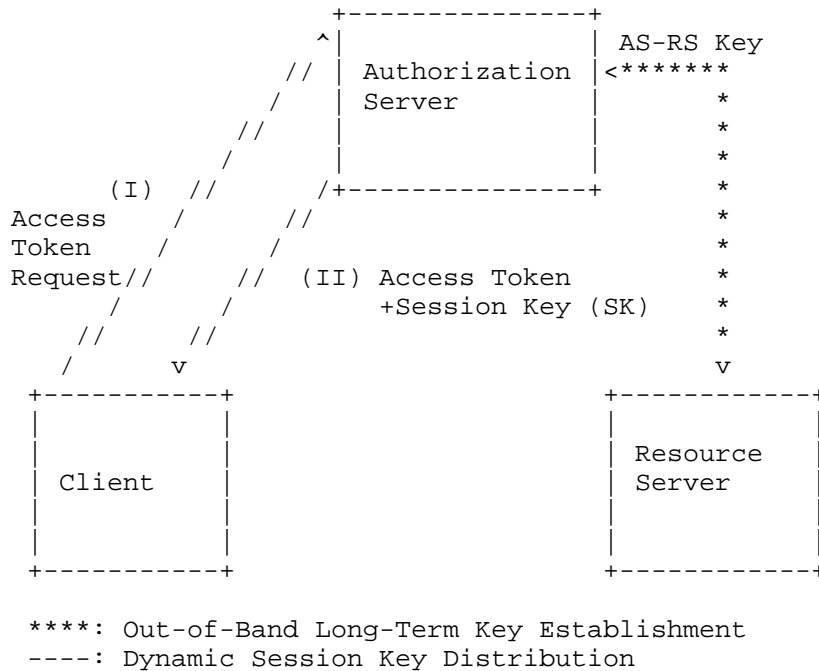 AS-RS Key
Authorization
Server
(I)
Access
Token
Request
(II) Access Token
+Session Key (SK)
Client
Resource
Server
****: Out-of-Band Long-Term Key Establishment
----: Dynamic Session Key Distribution